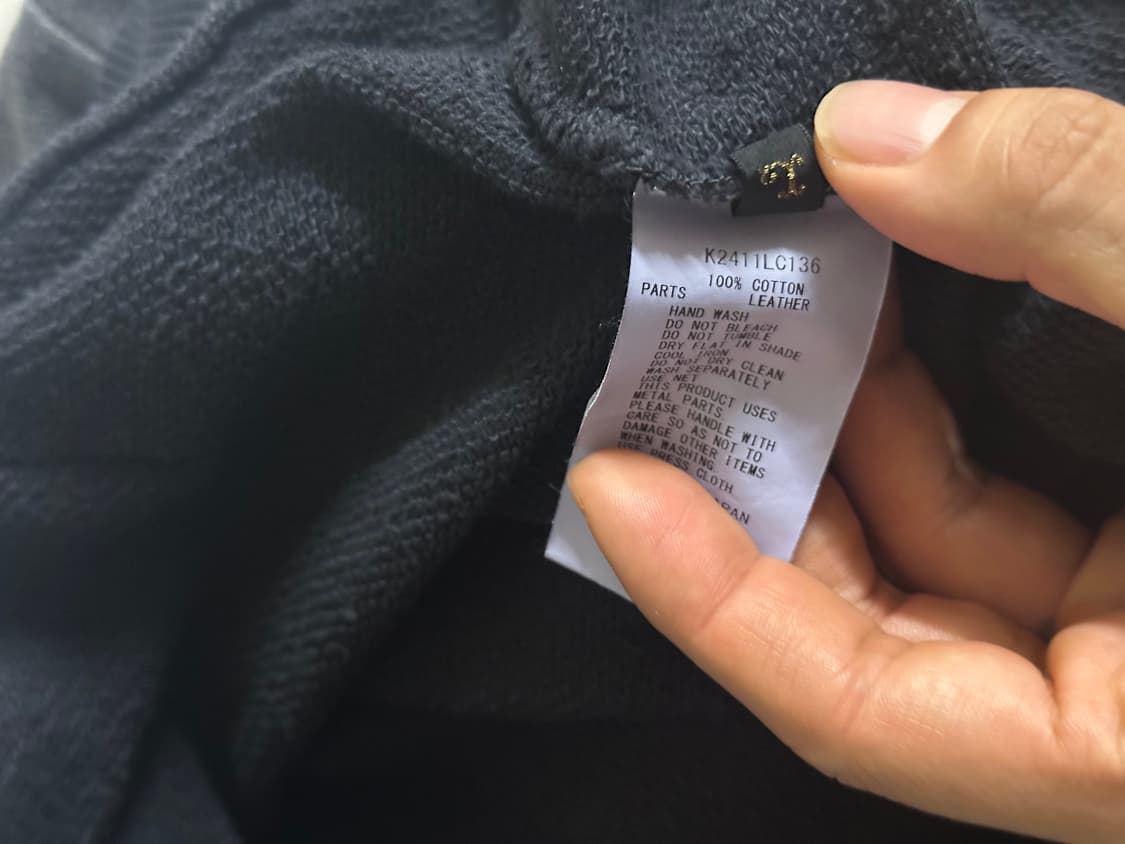 K2411LC136
100% COTTON
PARTS LEATHER
HAND WASH
DO NOT BLEACH
DO NOT TUMBLE
DRY FLAT IN SHADE
COOL IRON
DO NOT DRY CLEAN
WASH SEPARATELY
USE NET
THIS PRODUCT USES
METAL PARTS.
PLEASE HANDLE WITH
CARE SO AS NOT TO
DAMAGE OTHER ITEMS
WHEN WASHING
USE PRESS CLOTH